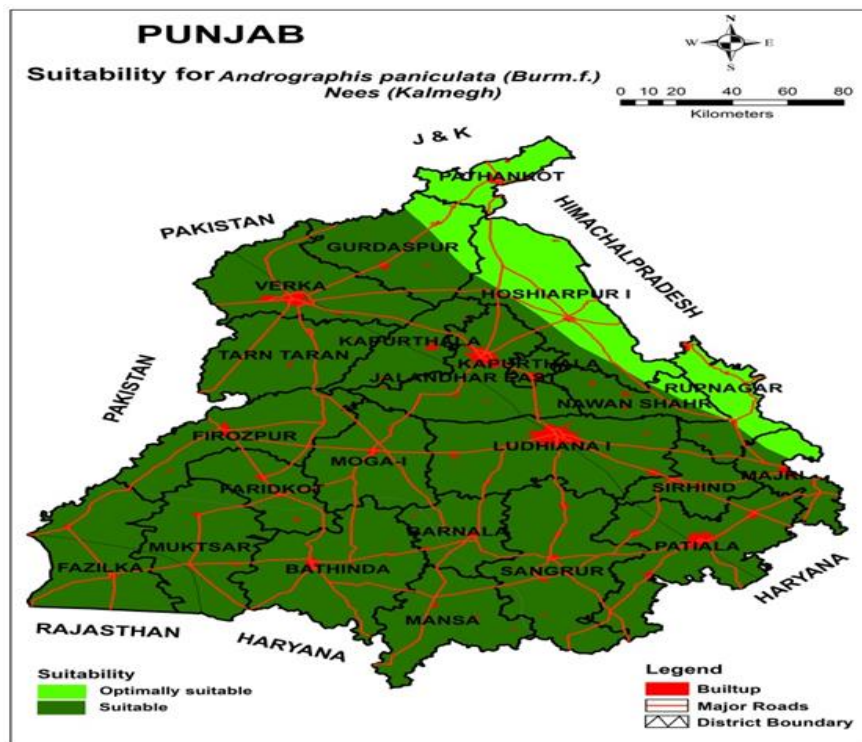 PUNJAB
Suitability for Andrographis paniculata (Burm.f.)
Nees (Kalmegh)
N
W
E
S
0 10 20 40 60 80
Kilometers
J & K
PATHANKOT
PAKISTAN
HIMACHALPRADESH
GURDASPUR
VERKA
HOSHIARPUR I
KAPURTHALA
TARN TARAN
KAPURTHALA
JALANDHAR EAST
RUPNAGAR
NAWAN SHAHR
PAKISTAN
FIROZPUR
LUDHIANA I
MOGA-I
MAJRI
SIRHIND
FARIDKOT
BARNALA
PATIALA
MUKTSAR
FAZILKA
BATHINDA
SANGRUR
HARYANA
MANSA
RAJASTHAN
HARYANA
Suitability
Optimally suitable
Suitable
Legend
Builtup
Major Roads
District Boundary